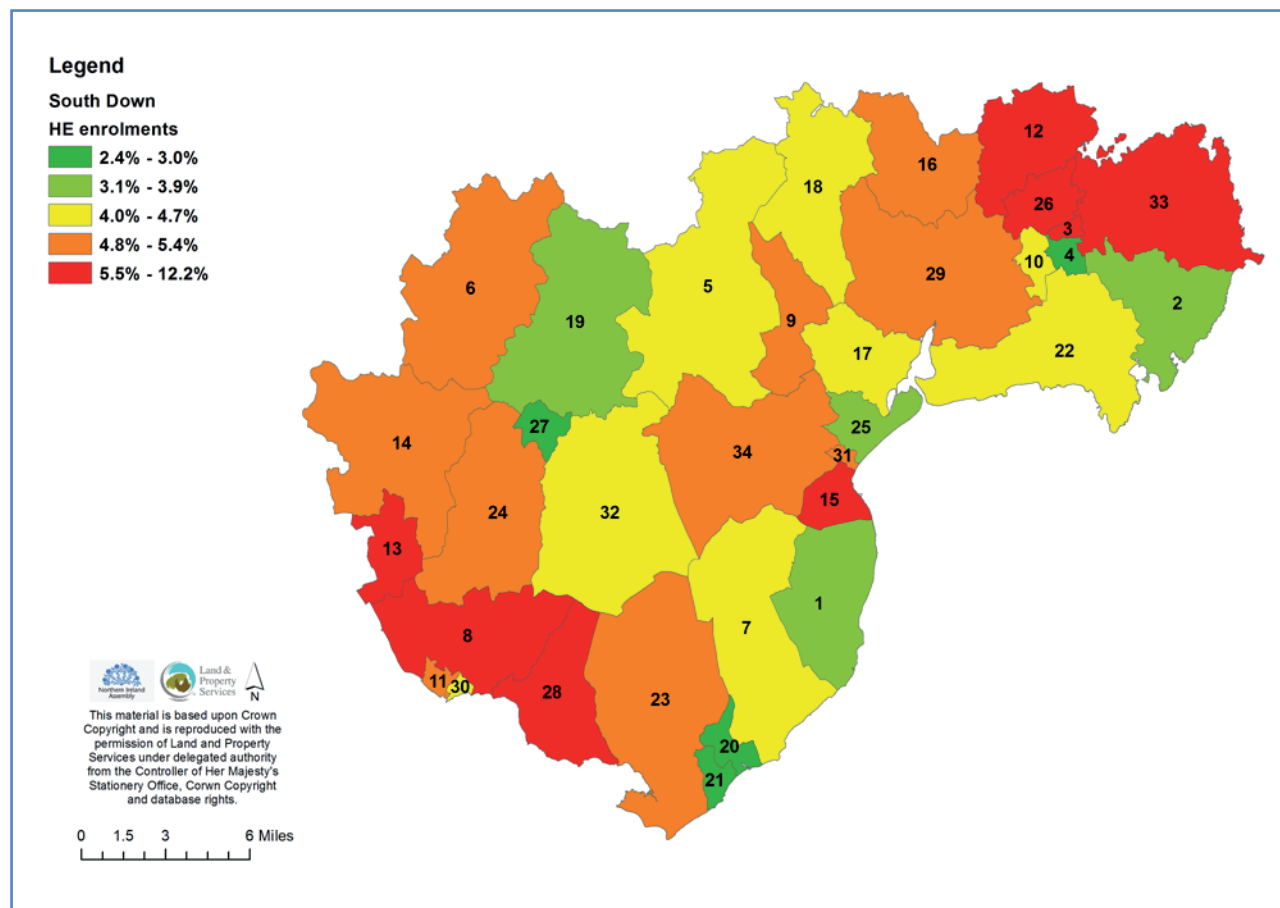 Legend
South Down
HE enrolments
2.4% - 3.0%
3.1% - 3.9%
4.0% - 4.7%
4.8% - 5.4%
5.5% - 12.2%
12
16
18
26
33
3
4
10
29
6
5
2
19
9
17
22
27
25
14
34
31
15
24
32
13
1
8
7
11
30
28
23
20
21
Northern Ireland
Assembly
Land &
Property
Services
N
This material is based upon Crown
Copyright and is reproduced with the
permission of Land and Property
Services under delegated authority
from the Controller of Her Majesty's
Stationery Office, Corwn Copyright
and database rights.
0 1.5 3 6 Miles